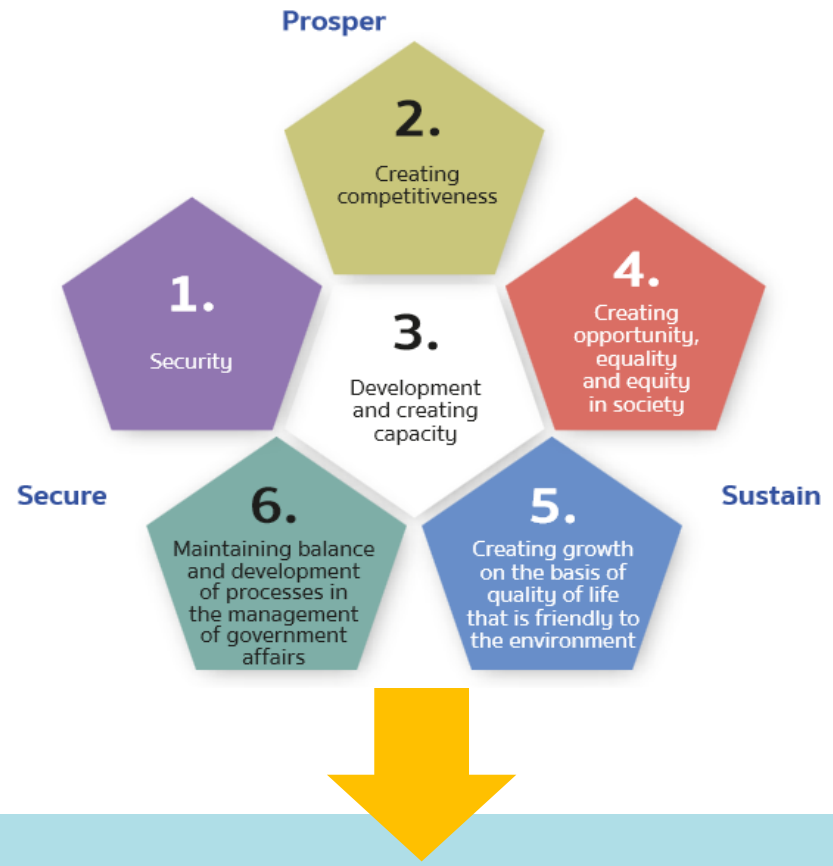 Prosper
2.
Creating
competitiveness
1.
Security
3.
Development
and creating
capacity
4.
Creating
opportunity,
equality
and equity
in society
Secure
Sustain
6.
Maintaining balance
and development
of processes in
the management
of government
affairs
5.
Creating growth
on the basis of
quality of life
that is friendly to
the environment